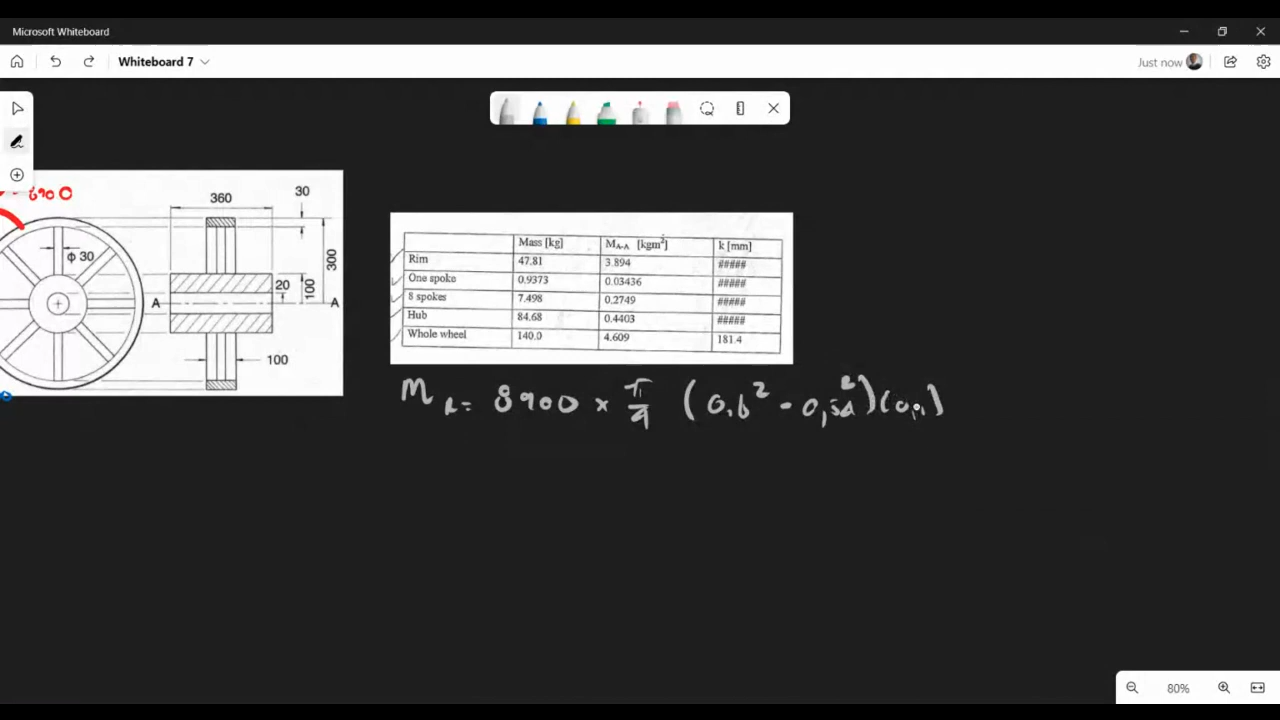 Microsoft Whiteboard
Whiteboard 7
Just now
8900
360
30
ϕ 30
300
20
100
A
A
100
Mass [kg] M_A-A [kgm²] k [mm]
Rim 47.81 3.894 #####
One spoke 0.9373 0.03436 #####
8 spokes 7.498 0.2749 #####
Hub 84.68 0.4403 #####
Whole wheel 140.0 4.609 181.4
M_R = 8900 × π/4 (0,6² - 0,54²)(0,1)
80%